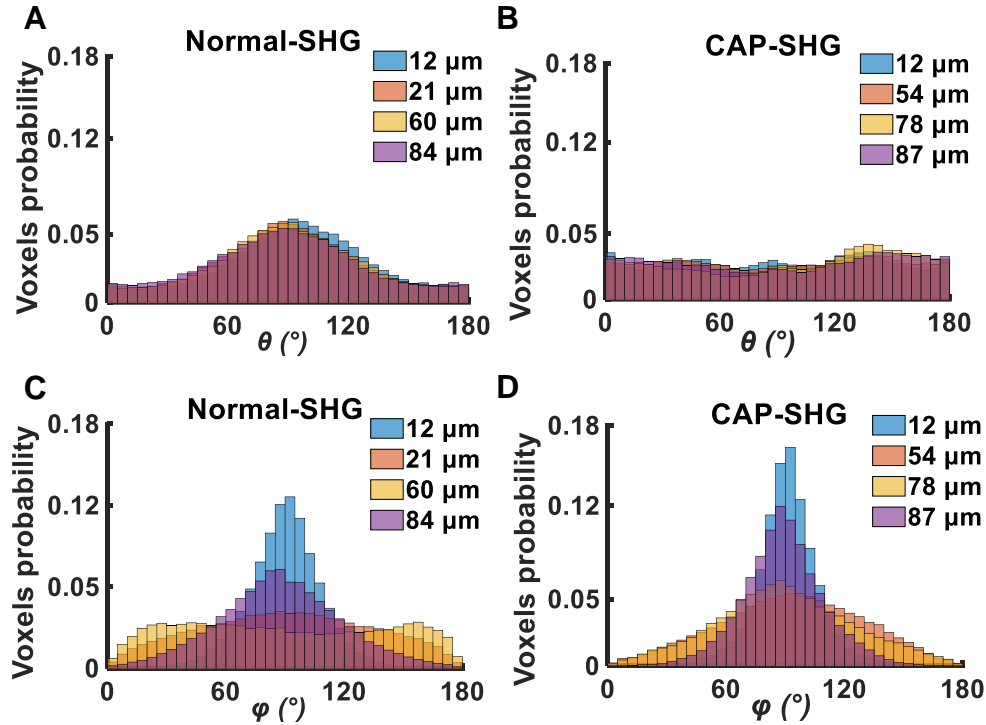 A
Normal-SHG
Voxels probability
0.18
0.12
0.05
0
0
60
120
180
θ (°)
12 µm
21 µm
60 µm
84 µm
B
CAP-SHG
Voxels probability
0.18
0.12
0.05
0
0
60
120
180
θ (°)
12 µm
54 µm
78 µm
87 µm
C
Normal-SHG
Voxels probability
0.18
0.12
0.05
0
0
60
120
180
φ (°)
12 µm
21 µm
60 µm
84 µm
D
CAP-SHG
Voxels probability
0.18
0.12
0.05
0
0
60
120
180
φ (°)
12 µm
54 µm
78 µm
87 µm